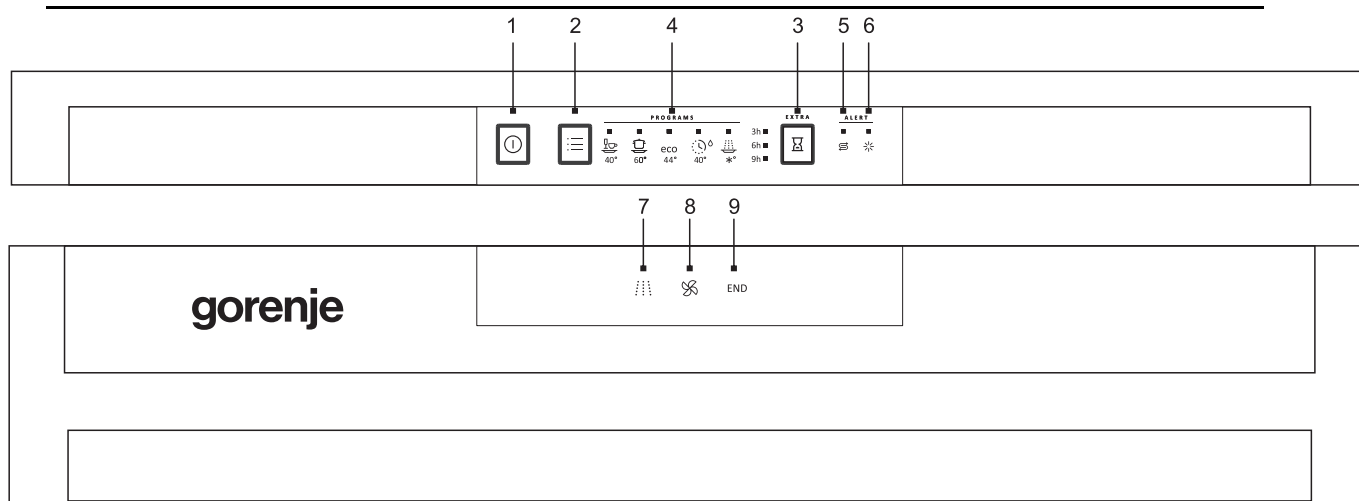 1 2 4 3 5 6
PROGRAMS EXTRA ALERT
3h
6h
eco
9h
40° 60° 44° 40° *°
7 8 9
END
gorenje